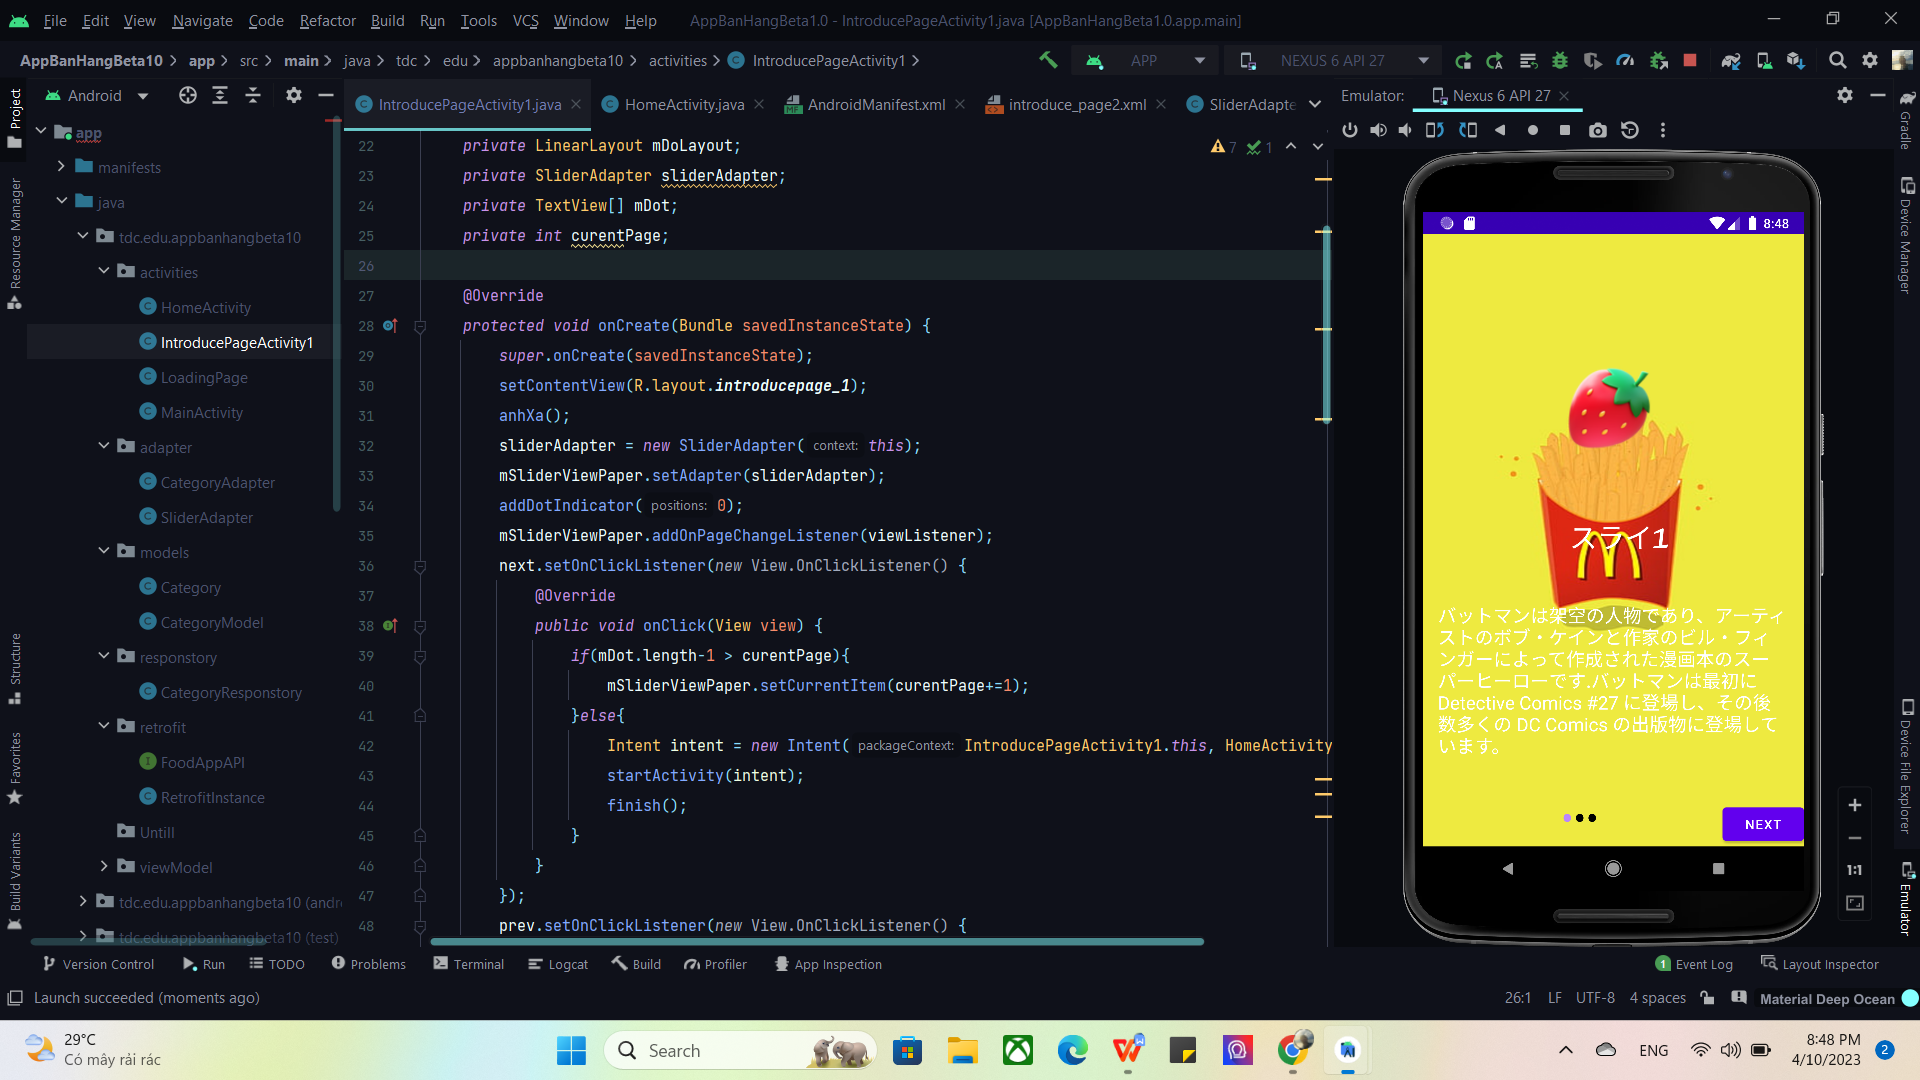 File Edit View Navigate Code Refactor Build Run Tools VCS Window Help AppBanHangBeta1.0 - IntroducePageActivity1.java [AppBanHangBeta1.0.app.main]
AppBanHangBeta10 app src main java tdc edu appbanhangbeta10 activities IntroducePageActivity1 APP NEXUS 6 API 27
Android IntroducePageActivity1.java HomeActivity.java AndroidManifest.xml introduce_page2.xml SliderAdapte Emulator: Nexus 6 API 27
Project
Resource Manager
Structure
Favorites
Build Variants
app
manifests
java
tdc.edu.appbanhangbeta10
activities
HomeActivity
IntroducePageActivity1
LoadingPage
MainActivity
adapter
CategoryAdapter
SliderAdapter
models
Category
CategoryModel
responstory
CategoryResponstory
retrofit
FoodAppAPI
RetrofitInstance
Untill
viewModel
tdc.edu.appbanhangbeta10 (andr
tdc.edu.appbanhangbeta10 (test)
7 1
22 private LinearLayout mDoLayout;
23 private SliderAdapter sliderAdapter;
24 private TextView[] mDot;
25 private int curentPage;
26
27 @Override
28 protected void onCreate(Bundle savedInstanceState) {
29 super.onCreate(savedInstanceState);
30 setContentView(R.layout.introducepage_1);
31 anhXa();
32 sliderAdapter = new SliderAdapter( context: this);
33 mSliderViewPaper.setAdapter(sliderAdapter);
34 addDotIndicator( positions: 0);
35 mSliderViewPaper.addOnPageChangeListener(viewListener);
36 next.setOnClickListener(new View.OnClickListener() {
37 @Override
38 public void onClick(View view) {
39 if(mDot.length-1 > curentPage){
40 mSliderViewPaper.setCurrentItem(curentPage+=1);
41 }else{
42 Intent intent = new Intent( packageContext: IntroducePageActivity1.this, HomeActivity
43 startActivity(intent);
44 finish();
45 }
46 }
47 });
48 prev.setOnClickListener(new View.OnClickListener() {
8:48
スライ1
バットマンは架空の人物であり、アーティ
ストのボブ・ケインと作家のビル・フィ
ンガーによって作成された漫画本のスー
パーヒーローです.バットマンは最初に
Detective Comics #27 に登場し、その後
数多くの DC Comics の出版物に登場して
います。
NEXT
1:1
Gradle
Device Manager
Device File Explorer
Emulator
Version Control Run TODO Problems Terminal Logcat Build Profiler App Inspection 1 Event Log Layout Inspector
Launch succeeded (moments ago) 26:1 LF UTF-8 4 spaces Material Deep Ocean
29°C
Có mây rải rác
Search
ENG
8:48 PM
4/10/2023
2